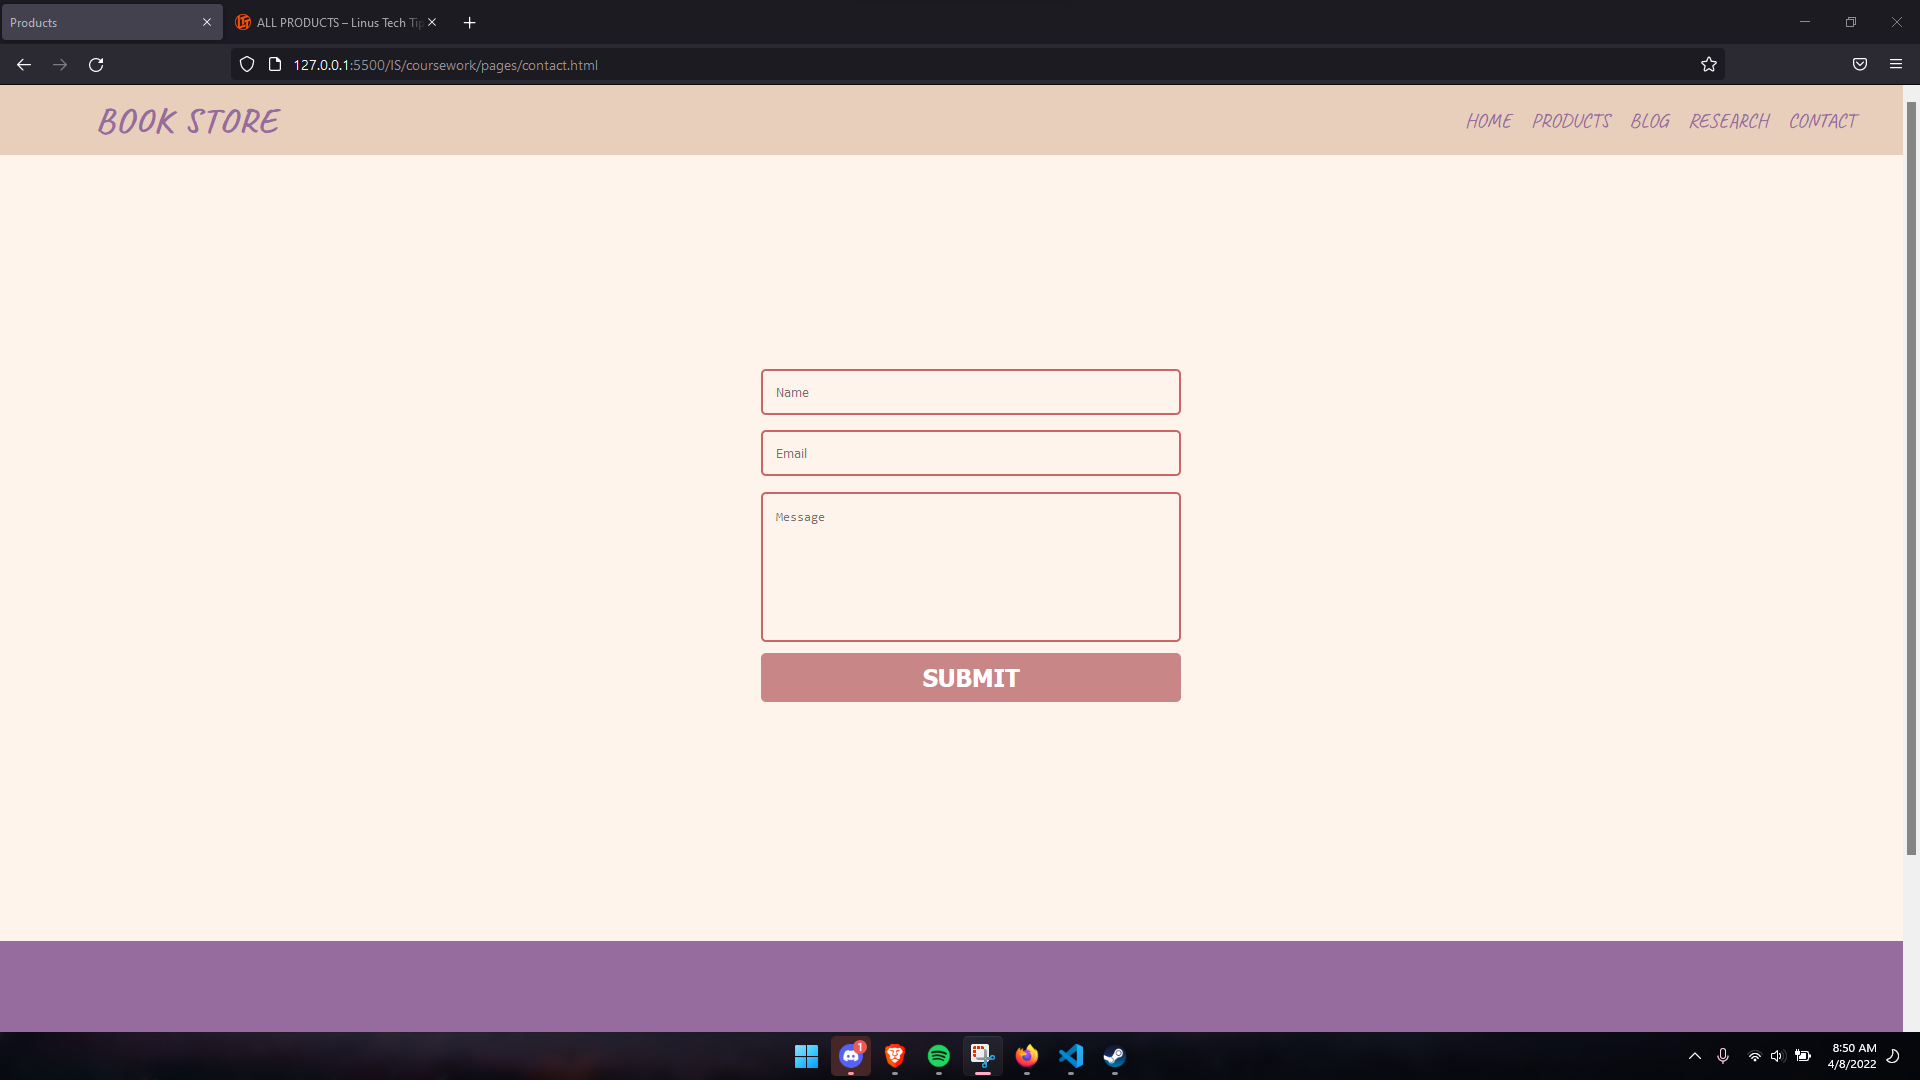 Products
ALL PRODUCTS – Linus Tech Tip
127.0.0.1:5500/IS/coursework/pages/contact.html
BOOK STORE
HOME PRODUCTS BLOG RESEARCH CONTACT
Name
Email
Message
SUBMIT
1
8:50 AM
4/8/2022